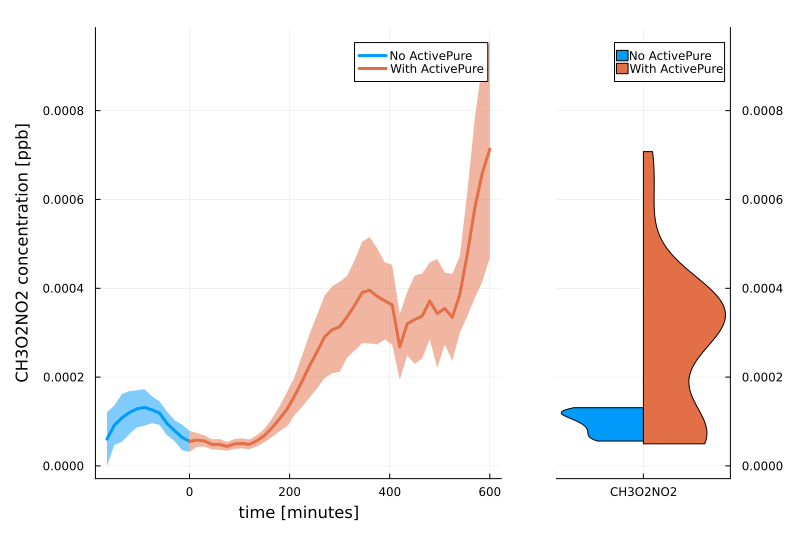 No ActivePure
With ActivePure
No ActivePure
With ActivePure
CH3O2NO2 concentration [ppb]
0.0008
0.0006
0.0004
0.0002
0.0000
0.0008
0.0006
0.0004
0.0002
0.0000
0 200 400 600
CH3O2NO2
time [minutes]